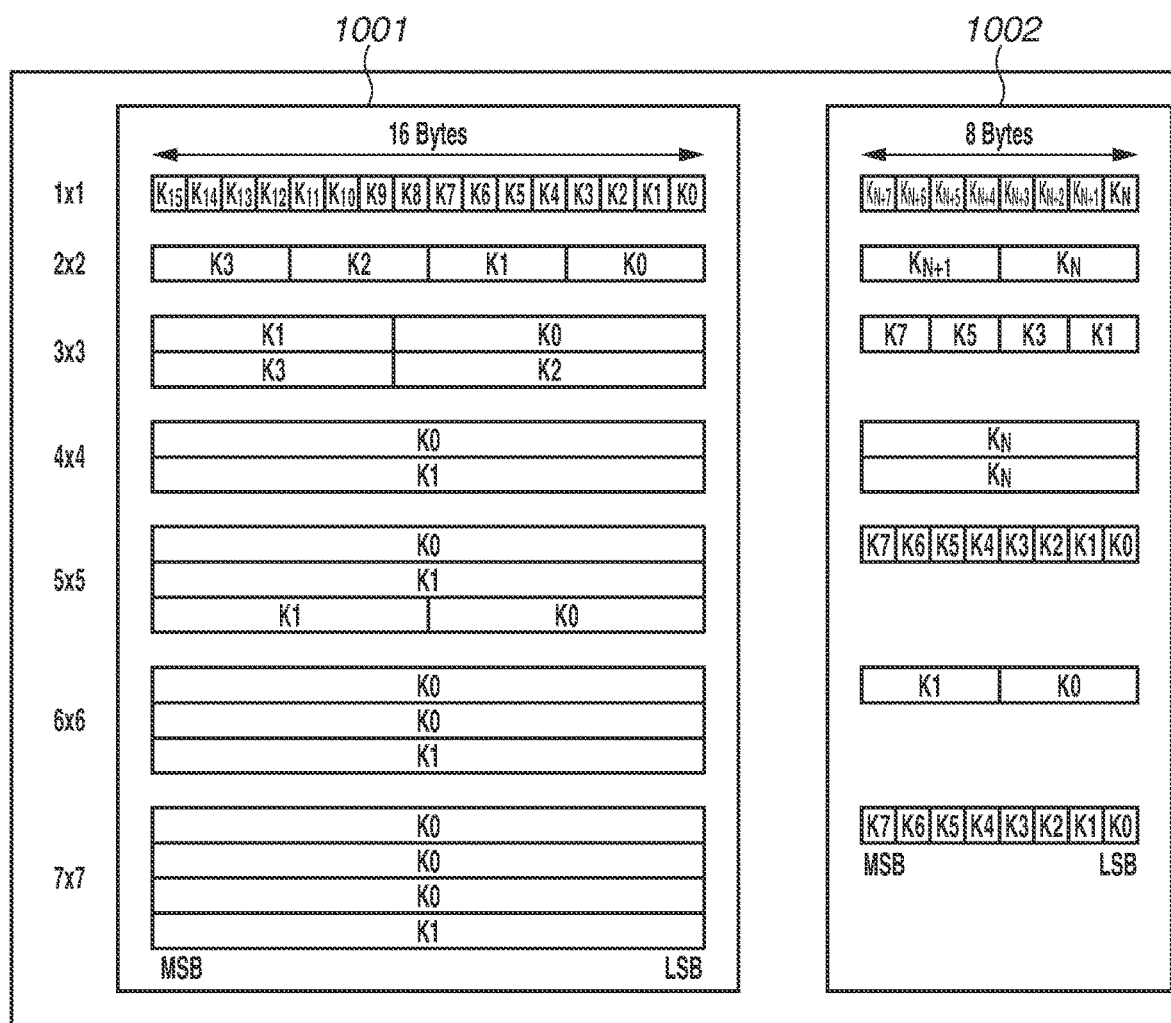 1001 1002
16 Bytes 8 Bytes
1x1 K15 K14 K13 K12 K11 K10 K9 K8 K7 K6 K5 K4 K3 K2 K1 K0 KN+7 KN+6 KN+5 KN+4 KN+3 KN+2 KN+1 KN
2x2 K3 K2 K1 K0 KN+1 KN
3x3 K1 K0 K7 K5 K3 K1
K3 K2
4x4 K0 KN
K1 KN
5x5 K0 K7 K6 K5 K4 K3 K2 K1 K0
K1
K1 K0
6x6 K0 K1 K0
K0
K1
7x7 K0 K7 K6 K5 K4 K3 K2 K1 K0
K0 MSB LSB
K0
K1
MSB LSB